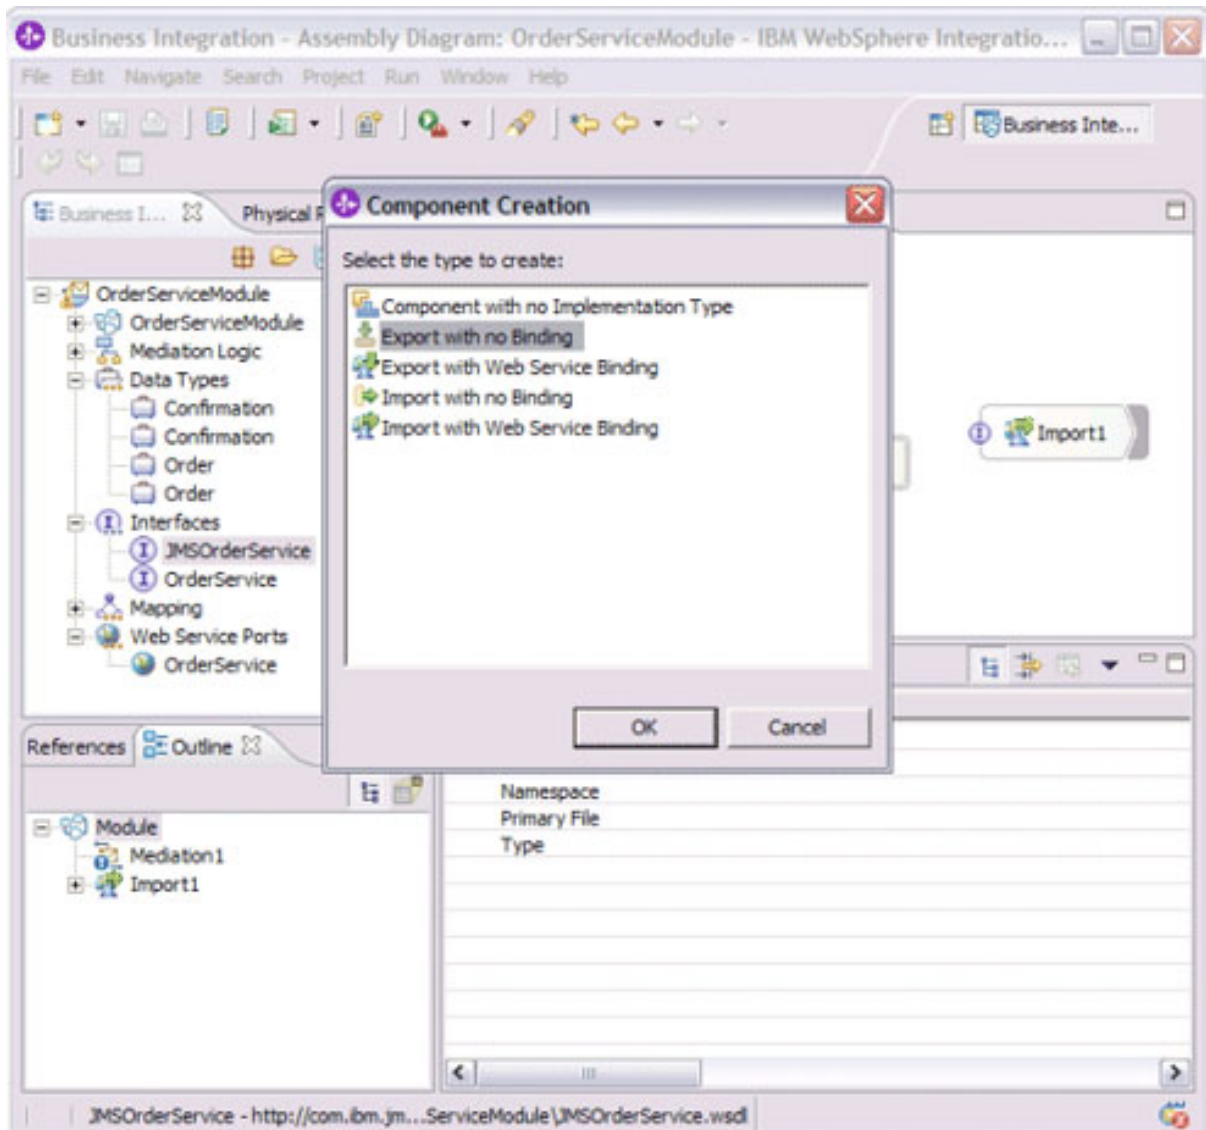 Business Integration - Assembly Diagram: OrderServiceModule - IBM WebSphere Integratio...
File Edit Navigate Search Project Run Window Help
Business Inte...
Business I...
Physical
Component Creation
Select the type to create:
Component with no Implementation Type
Export with no Binding
Export with Web Service Binding
Import with no Binding
Import with Web Service Binding
OK
Cancel
OrderServiceModule
OrderServiceModule
Mediation Logic
Data Types
Confirmation
Confirmation
Order
Order
Interfaces
JMSOrderService
OrderService
Mapping
Web Service Ports
OrderService
Import1
References
Outline
Module
Mediation1
Import1
Namespace
Primary File
Type
JMSOrderService - http://com.ibm.jm...ServiceModule\JMSOrderService.wsdl